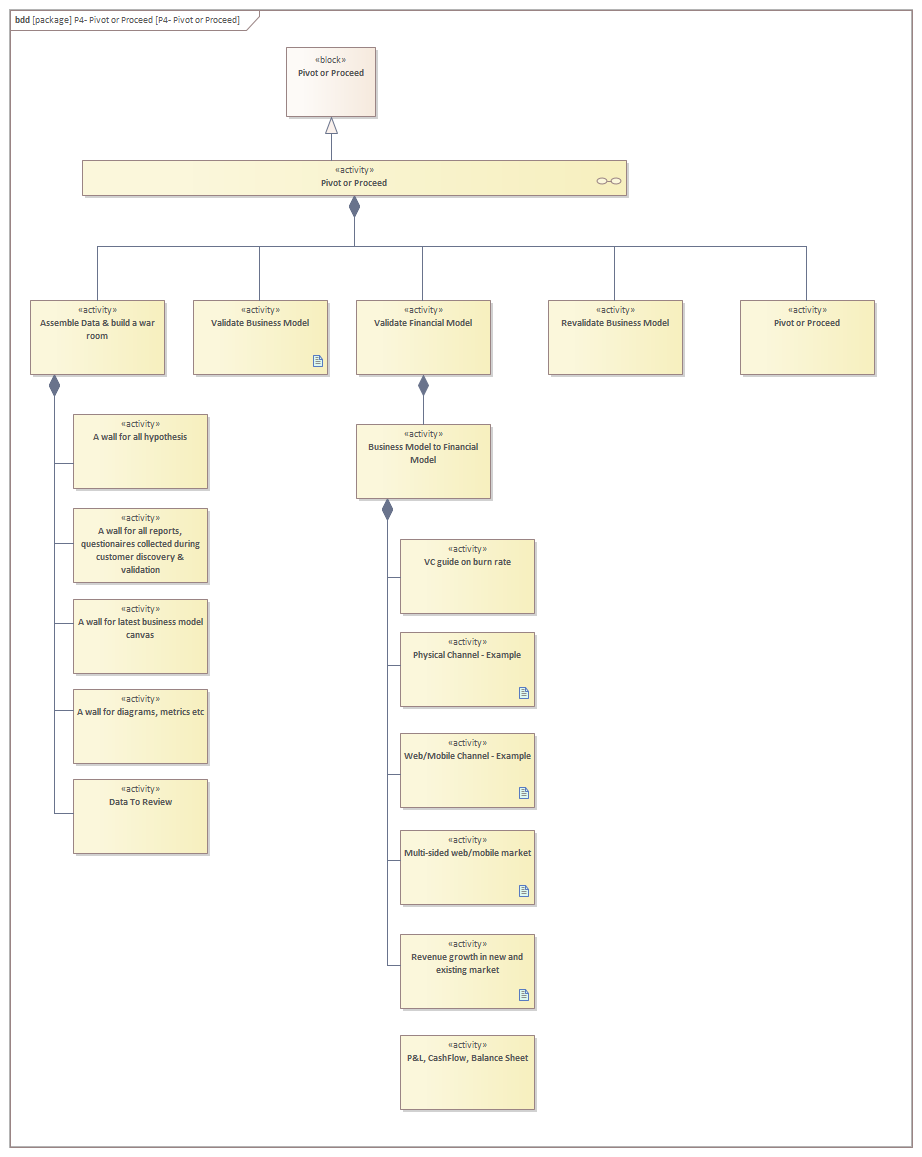 bdd [package] P4- Pivot or Proceed [P4- Pivot or Proceed]
«block»
Pivot or Proceed
«activity»
Pivot or Proceed
«activity»
Assemble Data & build a war
room
«activity»
Validate Business Model
«activity»
Validate Financial Model
«activity»
Revalidate Business Model
«activity»
Pivot or Proceed
«activity»
A wall for all hypothesis
«activity»
A wall for all reports,
questionaires collected during
customer discovery &
validation
«activity»
A wall for latest business model
canvas
«activity»
A wall for diagrams, metrics etc
«activity»
Data To Review
«activity»
Business Model to Financial
Model
«activity»
VC guide on burn rate
«activity»
Physical Channel - Example
«activity»
Web/Mobile Channel - Example
«activity»
Multi-sided web/mobile market
«activity»
Revenue growth in new and
existing market
«activity»
P&L, CashFlow, Balance Sheet